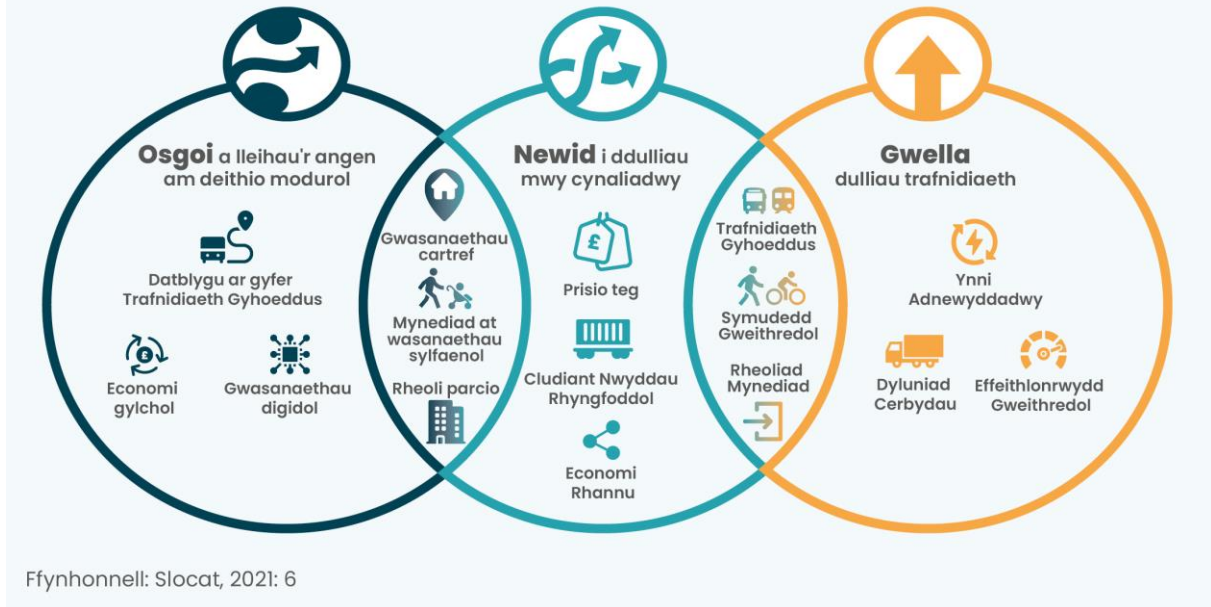 Osgoi a lleihau'r angen
am deithio modurol
Datblygu ar gyfer
Trafnidiaeth Gyhoeddus
£
Economi
gylchol
Gwasanaethau
digidol
Gwasanaethau
cartref
Mynediad at
wasanaethau
sylfaenol
Rheoli parcio
Newid i ddulliau
mwy cynaliadwy
£
Prisio teg
Cludiant Nwyddau
Rhyngfoddol
Economi
Rhannu
Trafnidiaeth
Gyhoeddus
Symudedd
Gweithredol
Rheoliad
Mynediad
Gwella
dulliau trafnidiaeth
Ynni
Adnewyddadwy
Dyluniad
Cerbydau
Effeithlonrwydd
Gweithredol
Ffynhonnell: Slocat, 2021: 6